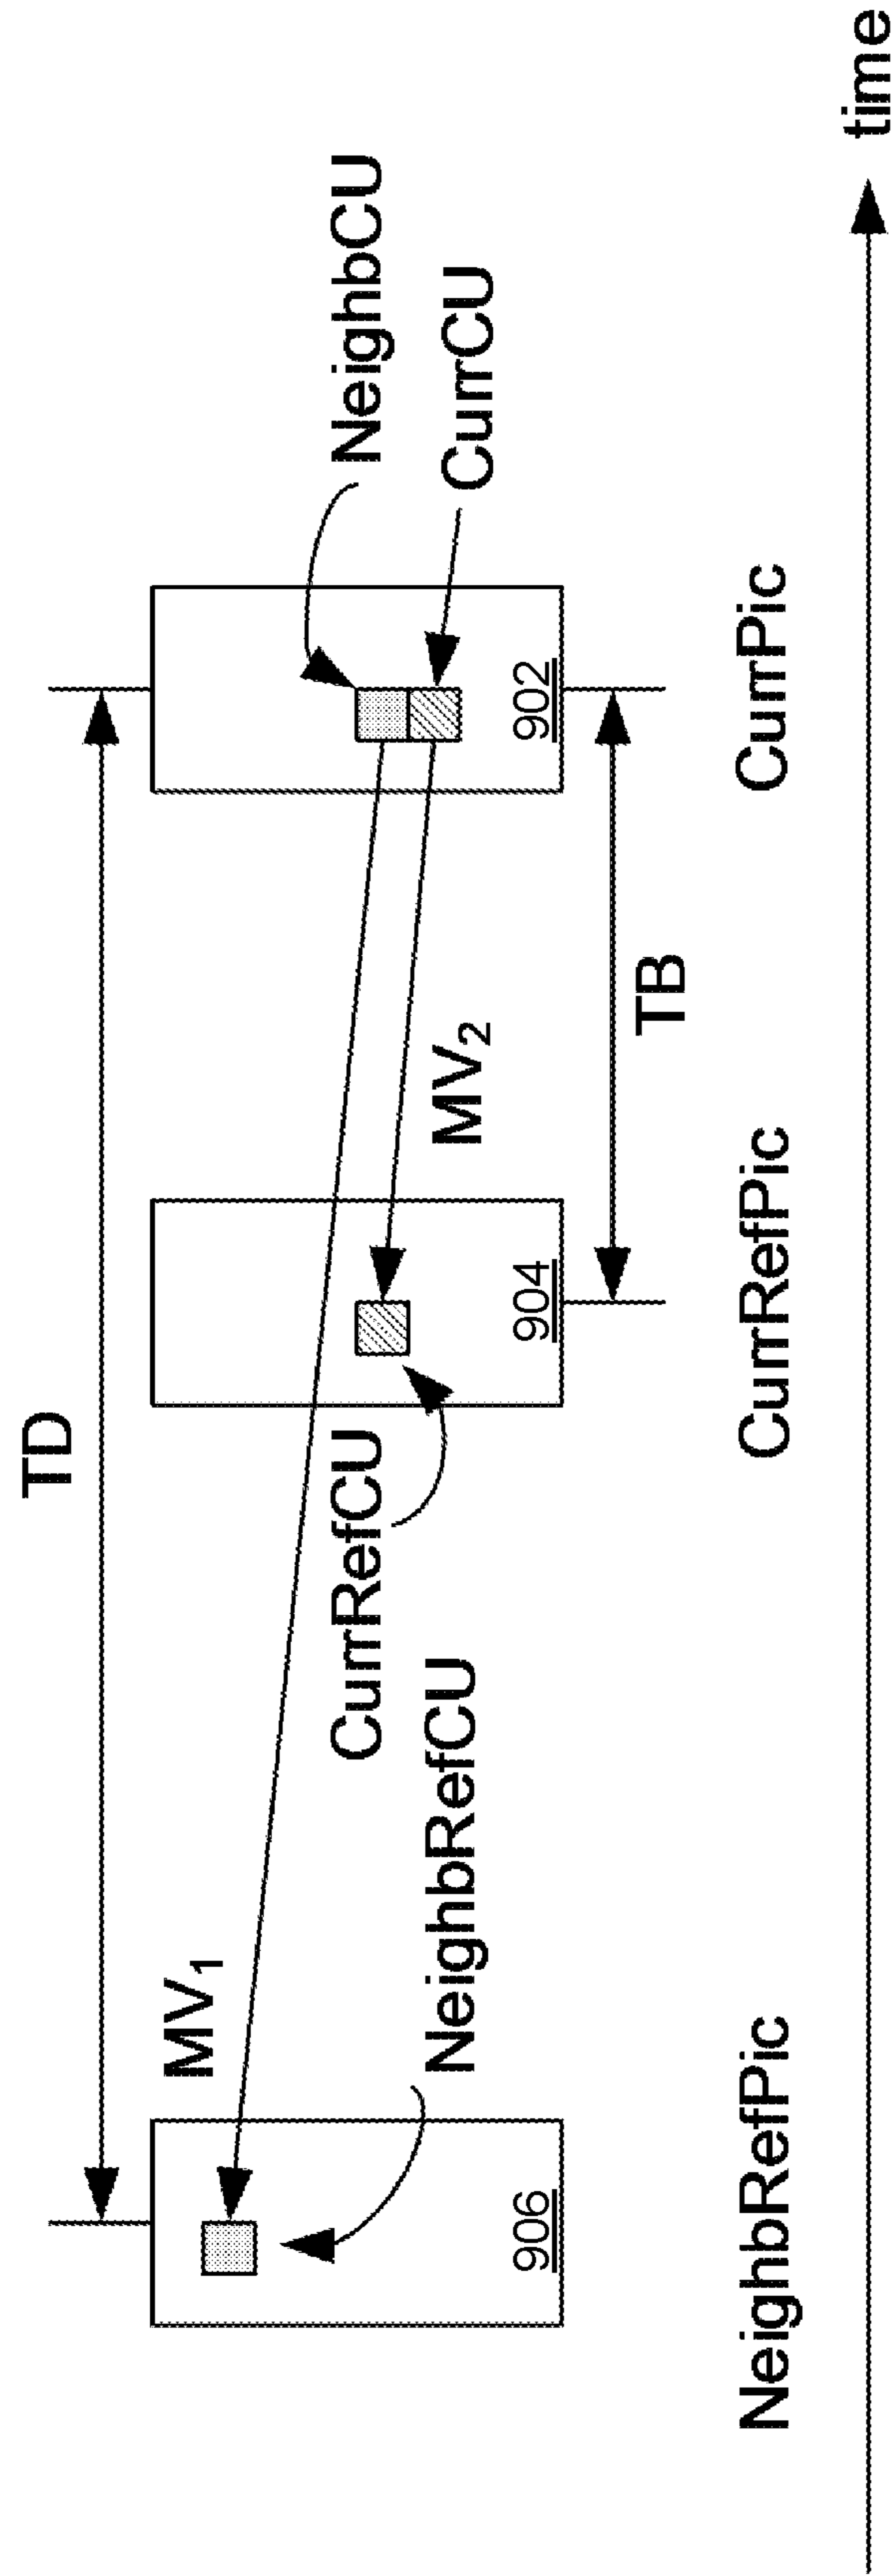 TD
MV1
NeighbCU
CurrRefCU
NeighbRefCU
MV2
CurrCU
906
904
902
TB
NeighbRefPic
CurrRefPic
CurrPic
time